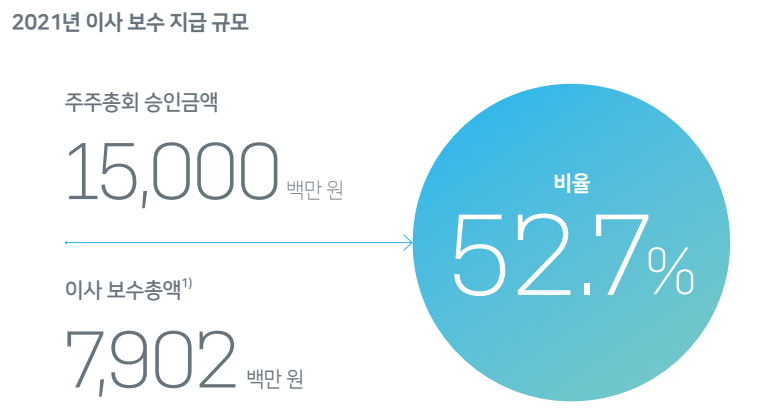 2021년 이사 보수 지급 규모
주주총회 승인금액
15,000 백만 원
이사 보수총액1)
7,902 백만 원
비율
52.7%